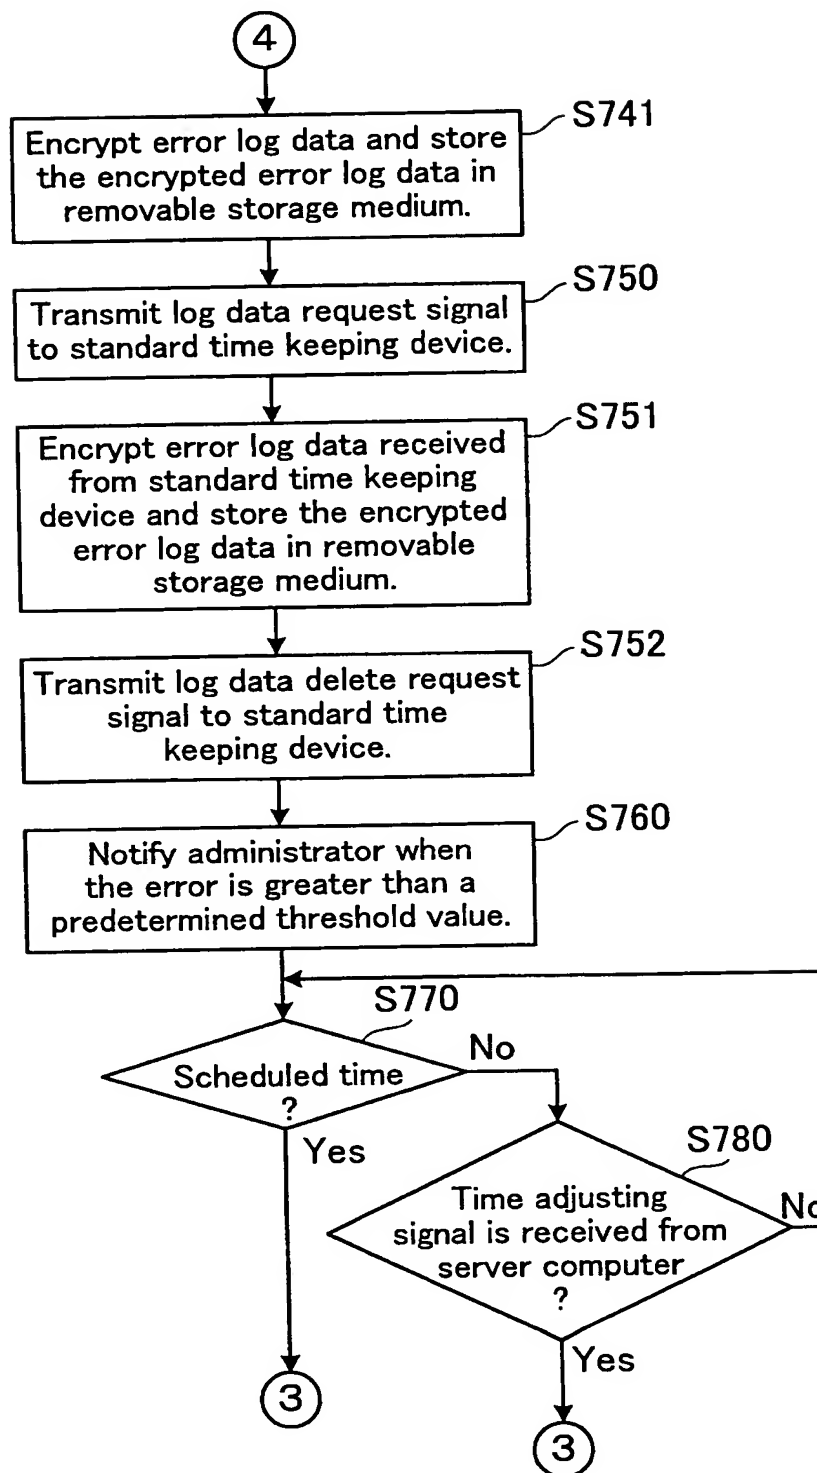 4
S741
Encrypt error log data and store
the encrypted error log data in
removable storage medium.
S750
Transmit log data request signal
to standard time keeping device.
S751
Encrypt error log data received
from standard time keeping
device and store the encrypted
error log data in removable
storage medium.
S752
Transmit log data delete request
signal to standard time
keeping device.
S760
Notify administrator when
the error is greater than a
predetermined threshold value.
S770
No
Scheduled time
?
Yes
S780
Time adjusting
signal is received from
server computer
?
No
Yes
3
3